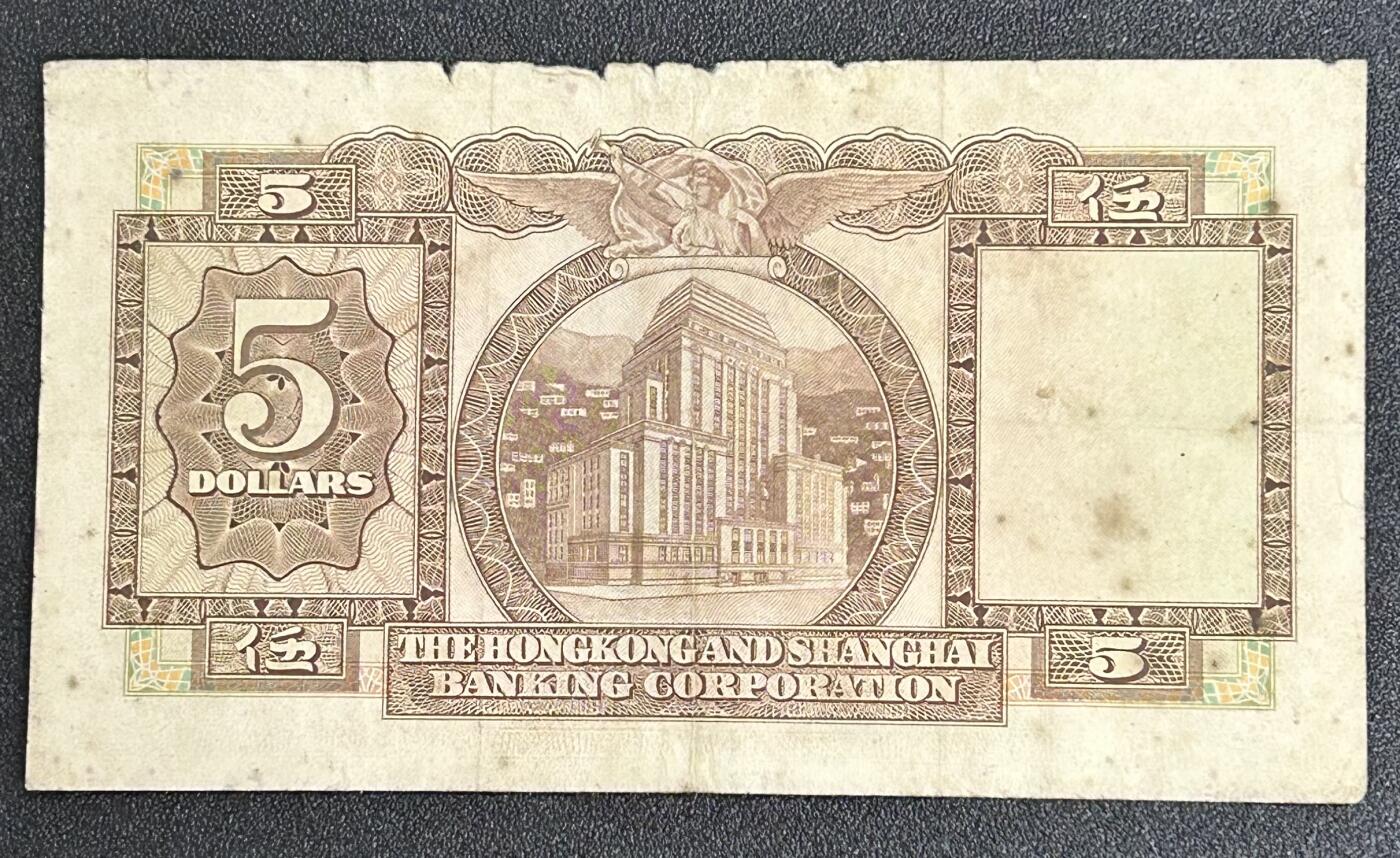 5
伍
5
DOLLARS
伍
THE HONGKONG AND SHANGHAI
BANKING CORPORATION
5